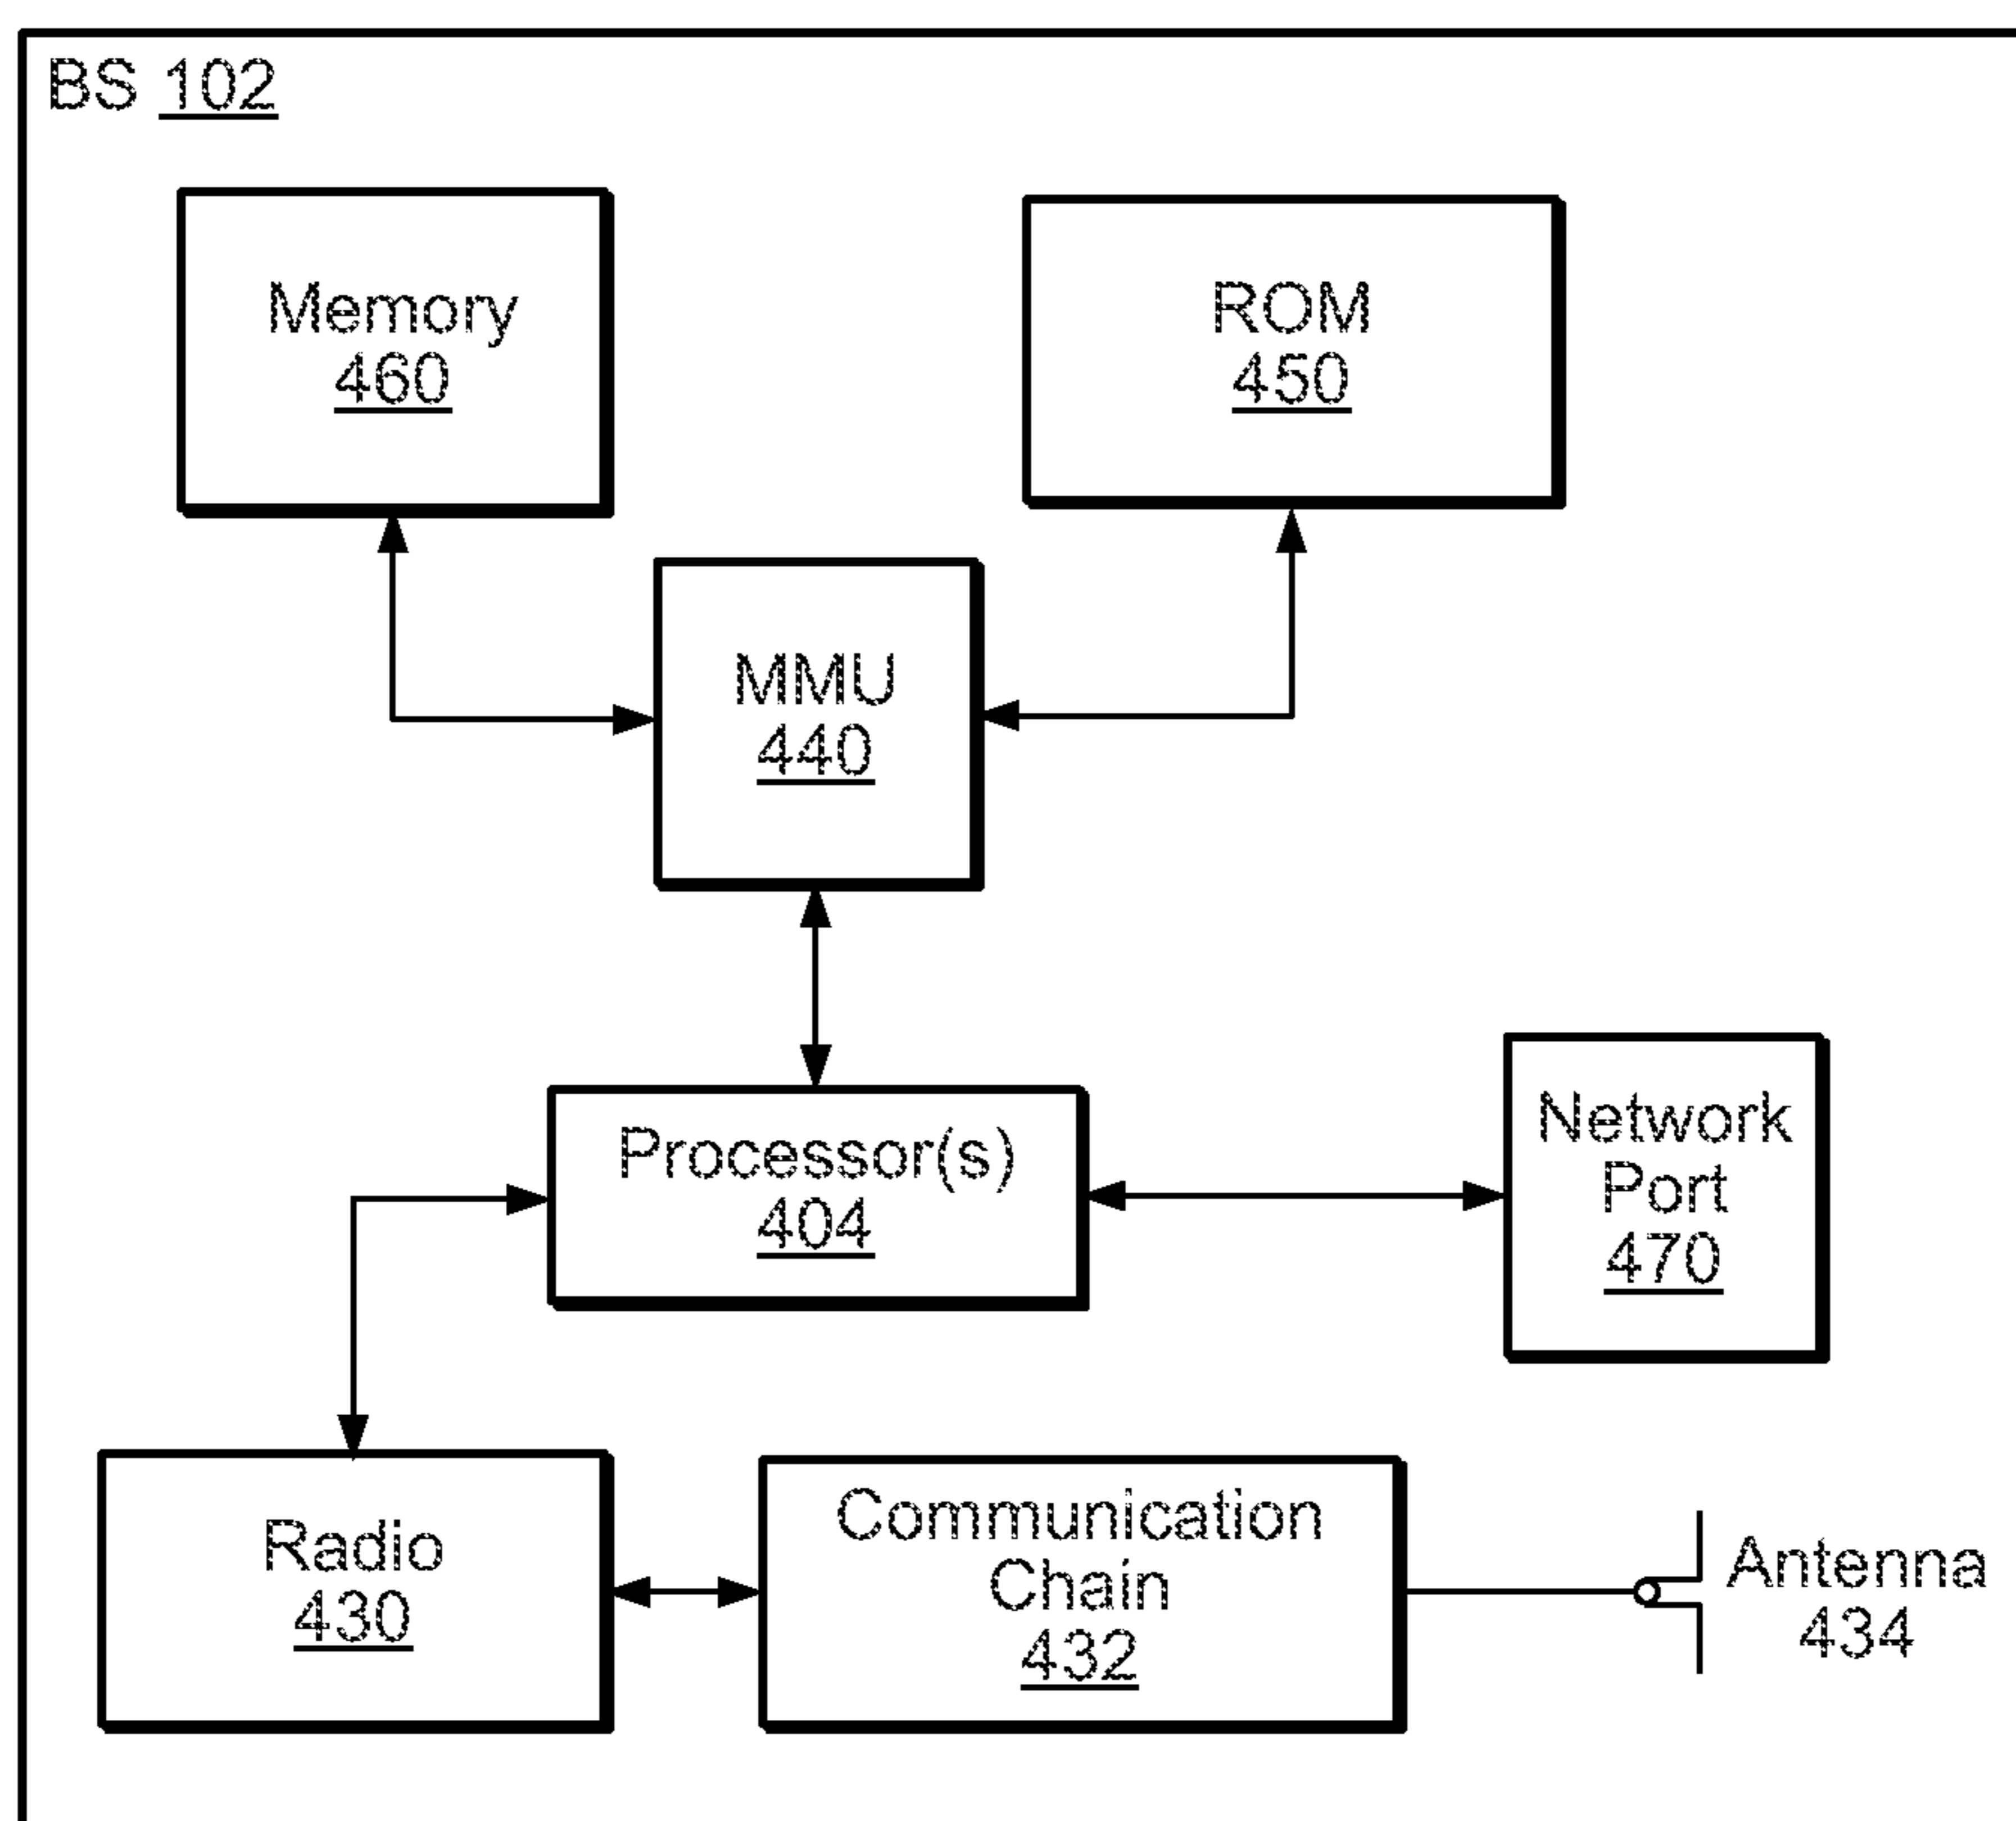 BS 102
Memory
460
ROM
450
MMU
440
Processor(s)
404
Network
Port
470
Radio
430
Communication
Chain
432
Antenna
434